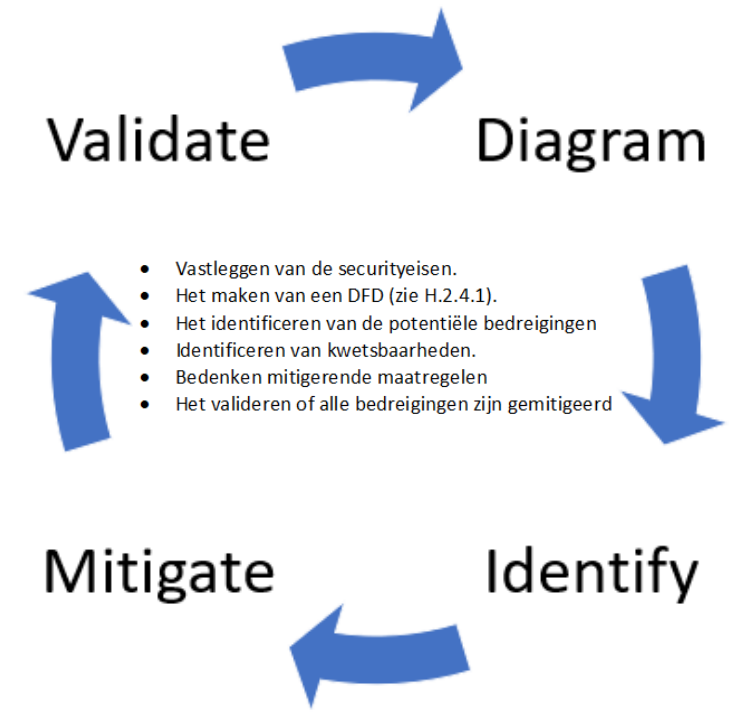 Validate
Diagram
• Vastleggen van de securityeisen.
• Het maken van een DFD (zie H.2.4.1).
• Het identificeren van de potentiële bedreigingen
• Identificeren van kwetsbaarheden.
• Bedenken mitigerende maatregelen
• Het valideren of alle bedreigingen zijn gemitigeerd
Mitigate
Identify